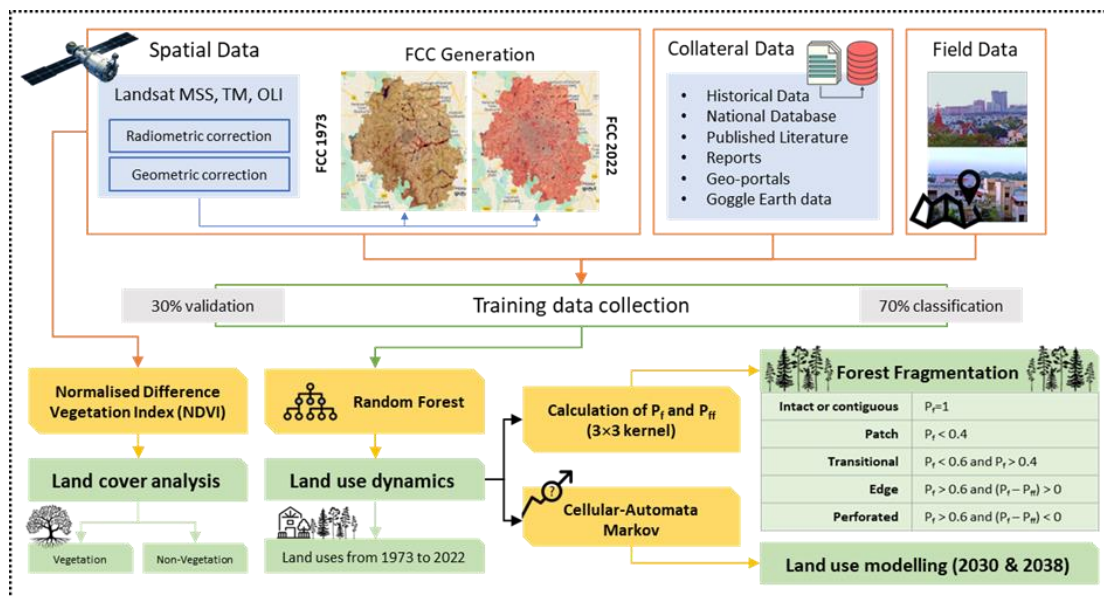 Spatial Data
Landsat MSS, TM, OLI
Radiometric correction
Geometric correction
FCC Generation
FCC 1973
FCC 2022
Collateral Data
• Historical Data
• National Database
• Published Literature
• Reports
• Geo-portals
• Goggle Earth data
Field Data
30% validation
Training data collection
70% classification
Normalised Difference
Vegetation Index (NDVI)
Land cover analysis
Vegetation
Non-Vegetation
Random Forest
Land use dynamics
Land uses from 1973 to 2022
Calculation of Pf and Pff
(3×3 kernel)
?
Cellular-Automata
Markov
Forest Fragmentation
Intact or contiguous Pf=1
Patch Pf < 0.4
Transitional Pf < 0.6 and Pf > 0.4
Edge Pf > 0.6 and (Pf – Pff) > 0
Perforated Pf > 0.6 and (Pf – Pff) < 0
Land use modelling (2030 & 2038)